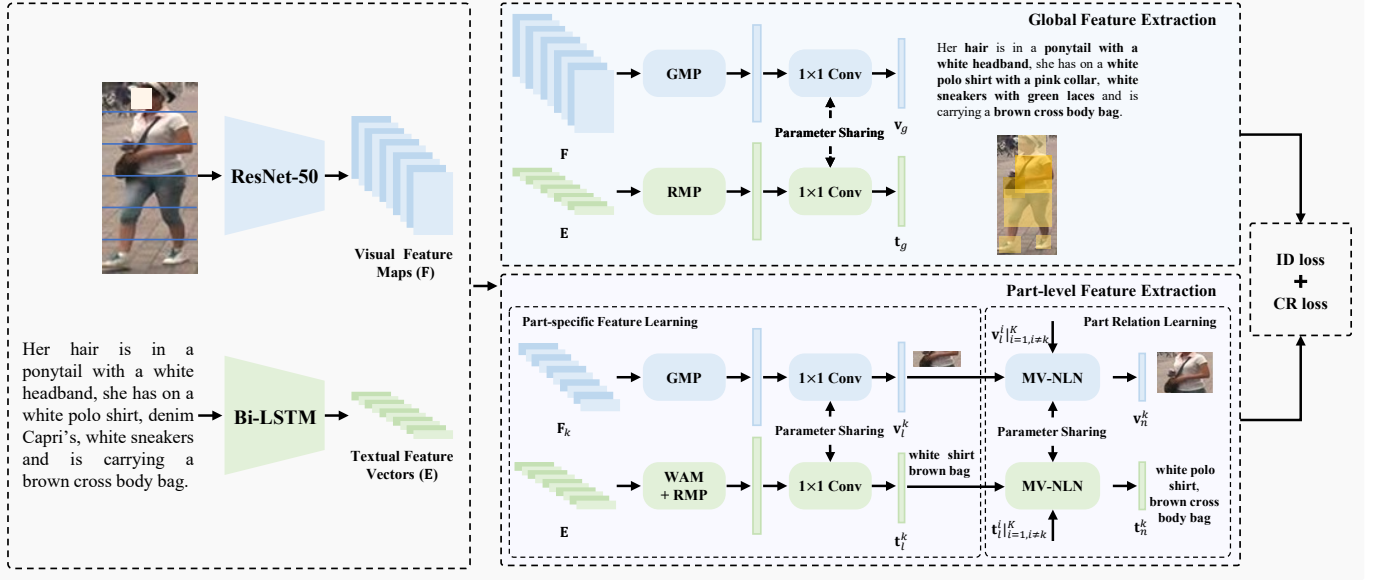 Her hair is in a
ponytail with a white
headband, she has on a
white polo shirt, denim
Capri's, white sneakers
and is carrying a
brown cross body bag.
ResNet-50
Visual Feature
Maps (F)
Bi-LSTM
Textual Feature
Vectors (E)
Global Feature Extraction
F
GMP
1×1 Conv
v_g
Parameter Sharing
E
RMP
1×1 Conv
t_g
Her hair is in a ponytail with a
white headband, she has on a white
polo shirt with a pink collar, white
sneakers with green laces and is
carrying a brown cross body bag.
Part-level Feature Extraction
Part-specific Feature Learning
F_k
GMP
1×1 Conv
v_l^k
Parameter Sharing
E
WAM
+ RMP
1×1 Conv
t_l^k
white shirt
brown bag
Part Relation Learning
v_l^i|_{i=1,i≠k}^K
MV-NLN
v_n^k
Parameter Sharing
MV-NLN
t_l^i|_{i=1,i≠k}^K
white polo
shirt,
brown cross
body bag
t_n^k
ID loss
+
CR loss